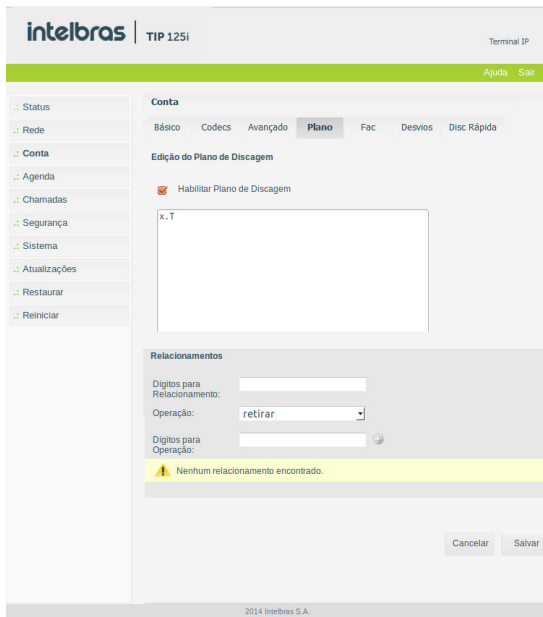 intelbras TIP 125i
Terminal IP
Ajuda Sair
.: Status
.: Rede
.: Conta
.: Agenda
.: Chamadas
.: Segurança
.: Sistema
.: Atualizações
.: Restaurar
.: Reiniciar
Conta
Básico Codecs Avançado Plano Fac Desvios Disc Rápida
Edição do Plano de Discagem
Habilitar Plano de Discagem
x.T
Relacionamentos
Dígitos para
Relacionamento:
Operação: retirar
Dígitos para
Operação:
Nenhum relacionamento encontrado.
Cancelar Salvar
2014 Intelbras S.A.